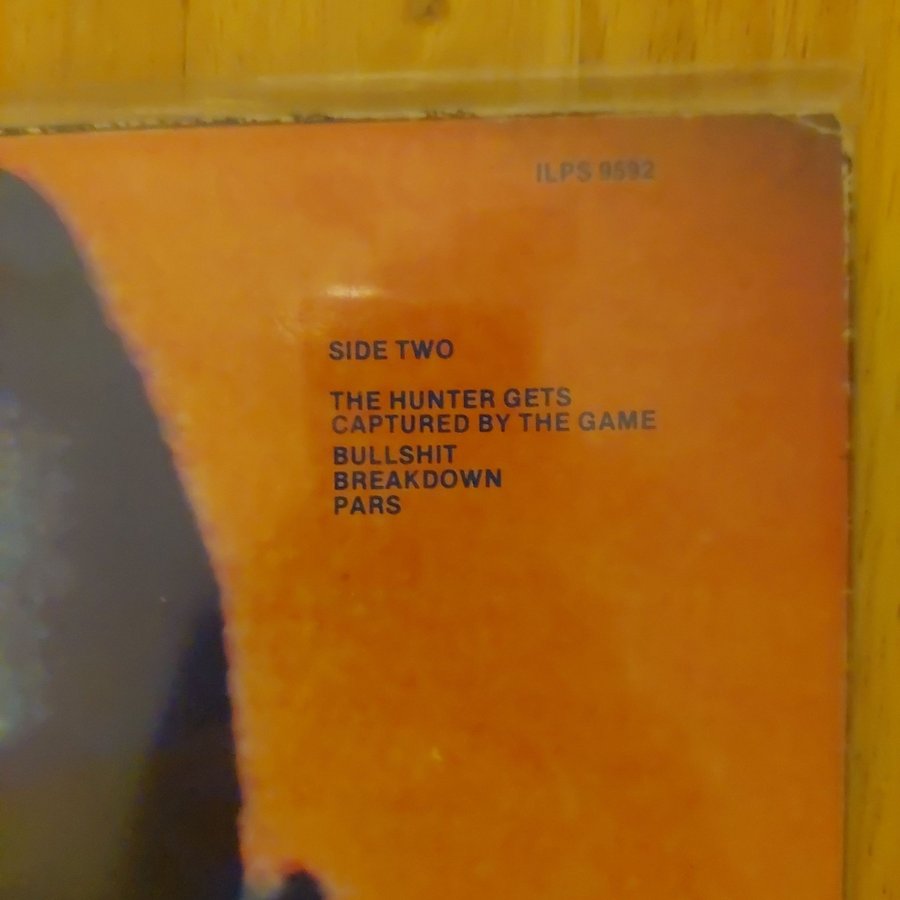 ILPS 9592
SIDE TWO
THE HUNTER GETS
CAPTURED BY THE GAME
BULLSHIT
BREAKDOWN
PARS